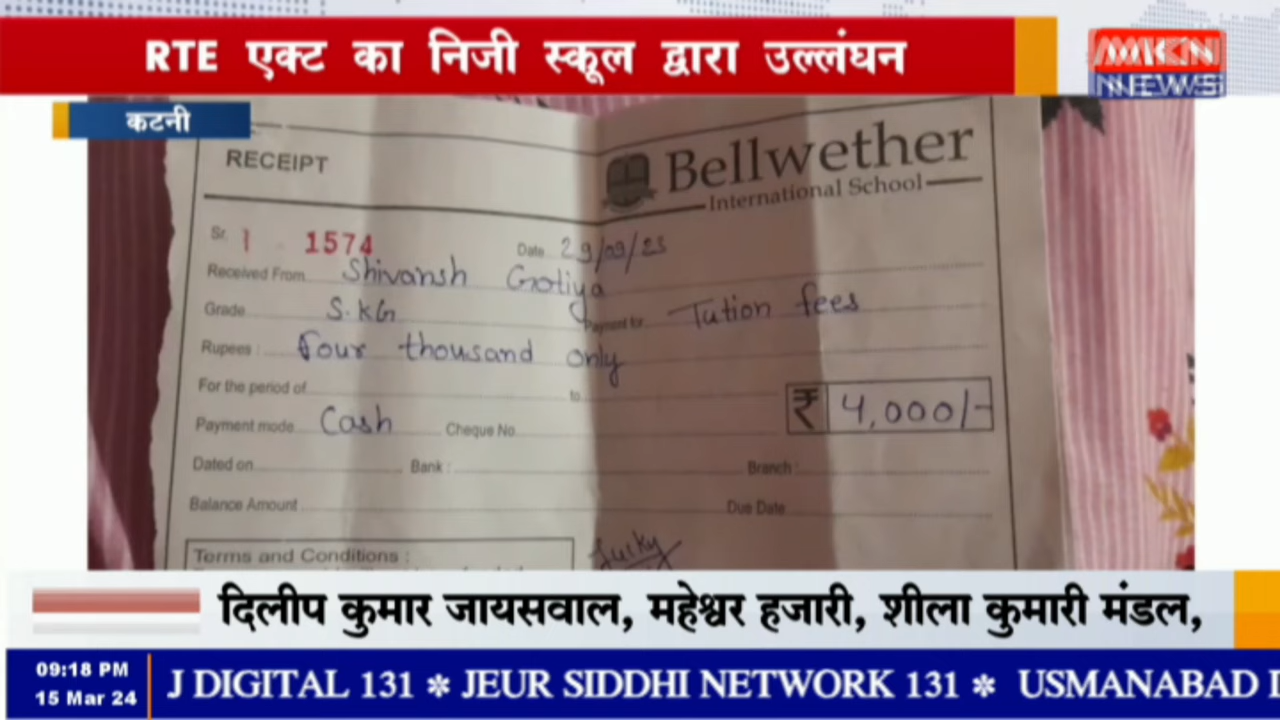 RTE एक्ट का निजी स्कूल द्वारा उल्लंघन
MKN
NEWS
कटनी
RECEIPT
Bellwether
International School
Sr. 1 1574
Date 29/09/23
Received From Shivansh Gotiya
Grade S.KG Payment for Tution fees
Rupees : four thousand only
For the period of to
₹ 4,000/-
Payment mode Cash Cheque No.
Dated on Bank : Branch :
Balance Amount Due Date
Terms and Conditions :
दिलीप कुमार जायसवाल, महेश्वर हजारी, शीला कुमारी मंडल,
09:18 PM
15 Mar 24
J DIGITAL 131 ✽ JEUR SIDDHI NETWORK 131 ✽ USMANABAD